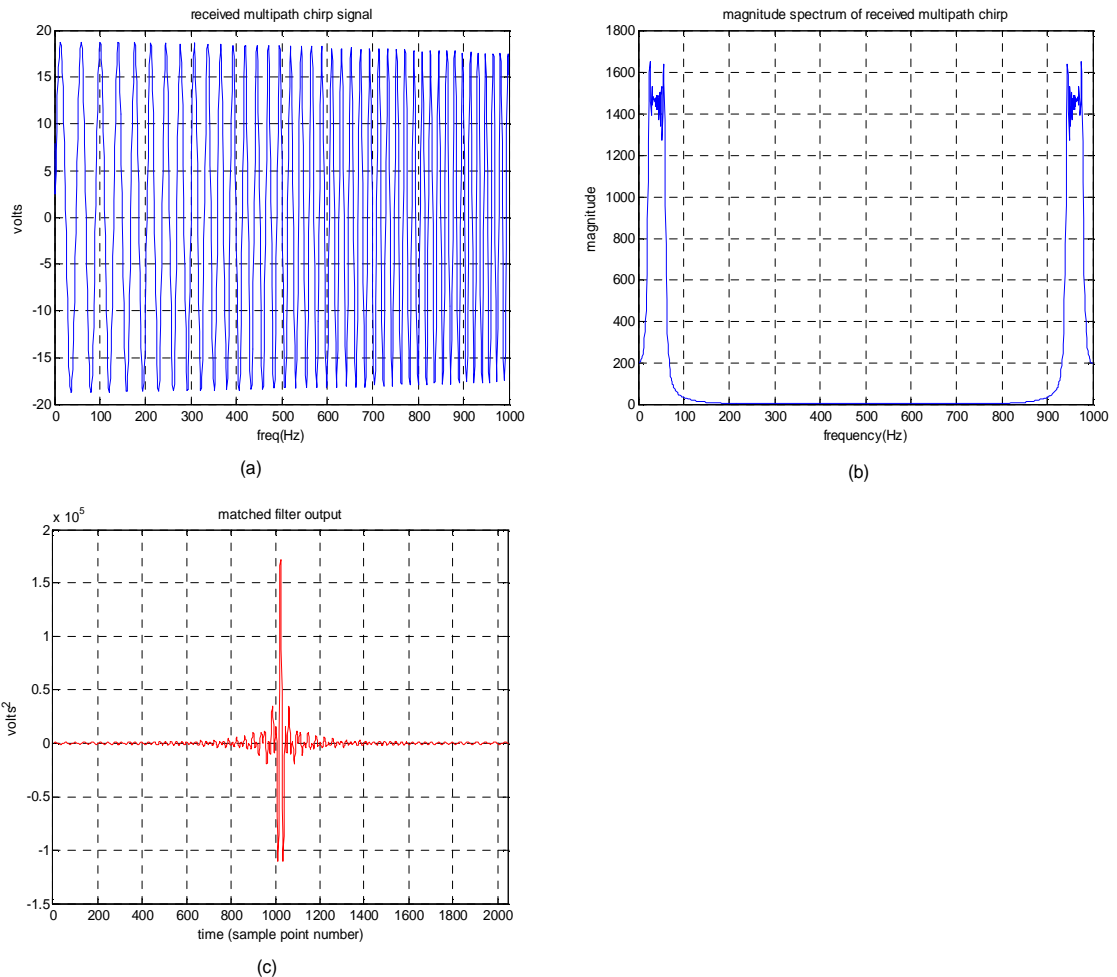 received multipath chirp signal
20
15
10
5
0
-5
-10
-15
-20
volts
0 100 200 300 400 500 600 700 800 900 1000
freq(Hz)
(a)
magnitude spectrum of received multipath chirp
1800
1600
1400
1200
1000
800
600
400
200
0
magnitude
0 100 200 300 400 500 600 700 800 900 1000
frequency(Hz)
(b)
matched filter output
x 10^5
2
1.5
1
0.5
0
-0.5
-1
-1.5
volts^2
0 200 400 600 800 1000 1200 1400 1600 1800 2000
time (sample point number)
(c)